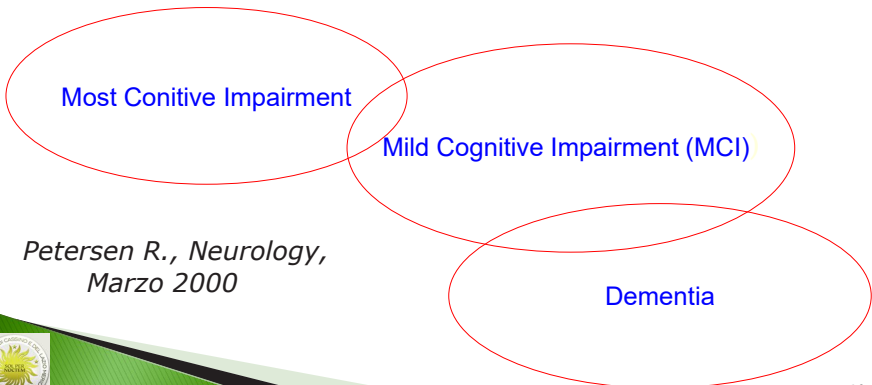 Most Conitive Impairment
Mild Cognitive Impairment (MCI)
Petersen R., Neurology,
Marzo 2000
Dementia